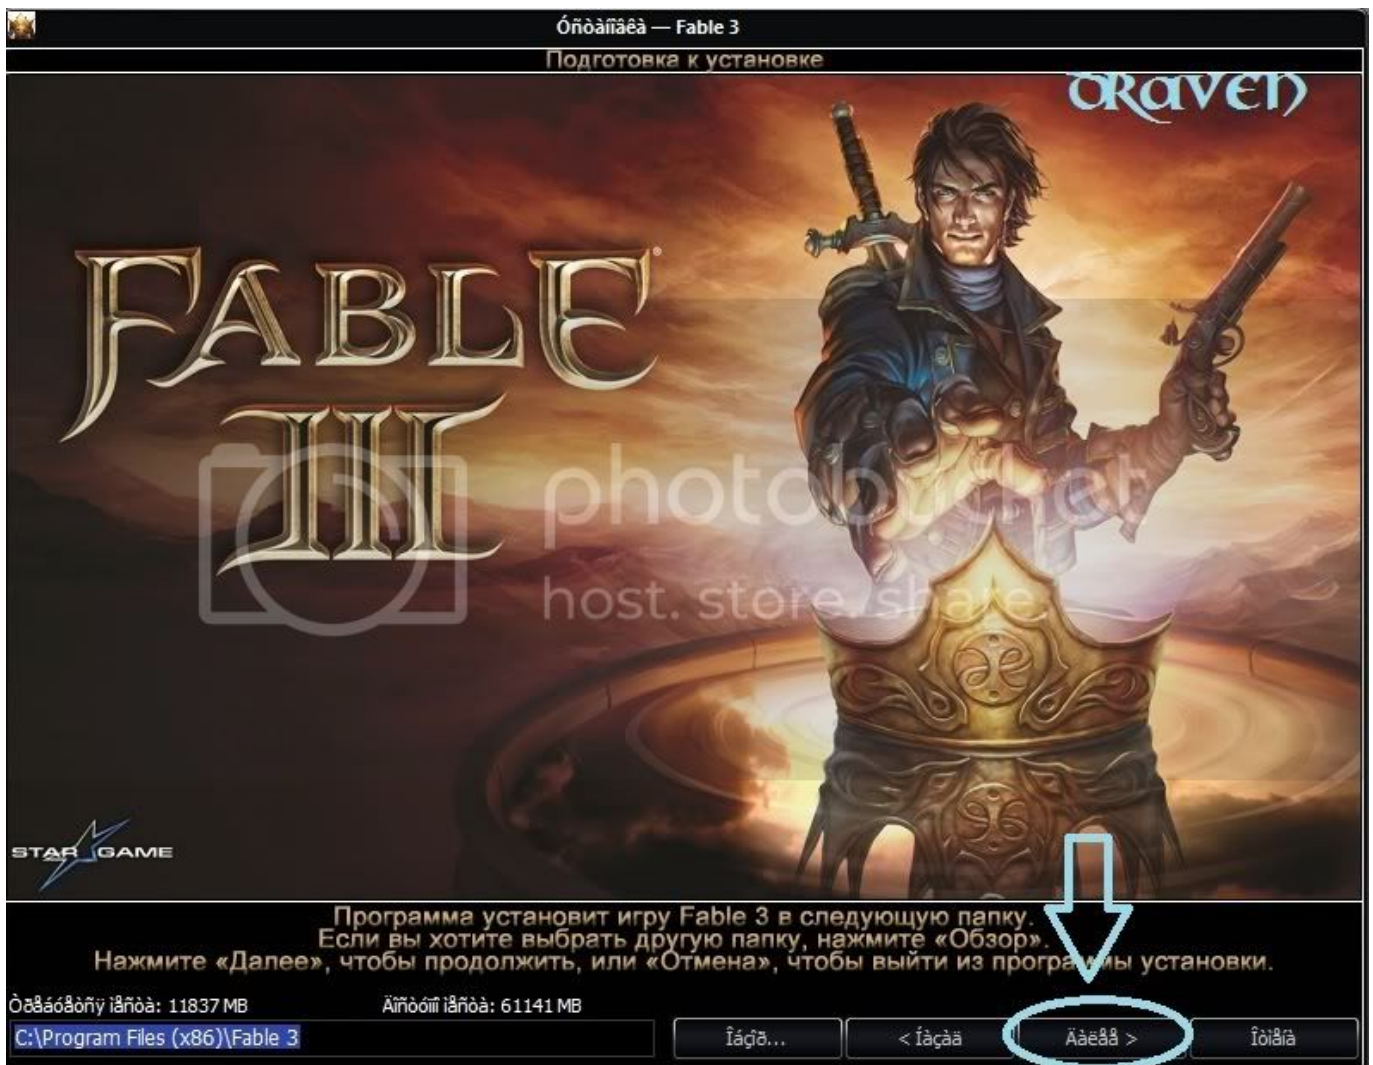 Óñòàíîâêà — Fable 3
Подготовка к установке
DRAVEN
FABLE
III
photobucket
host. store. share.
STAR GAME
Программа установит игру Fable 3 в следующую папку.
Если вы хотите выбрать другую папку, нажмите «Обзор».
Нажмите «Далее», чтобы продолжить, или «Отмена», чтобы выйти из программы установки.
Òðåáóåòñÿ ìåñòà: 11837 MB
Äîñòóïíî ìåñòà: 61141 MB
C:\Program Files (x86)\Fable 3
Îáçîð...
< Íàçàä
Äàëåå >
Îòìåíà